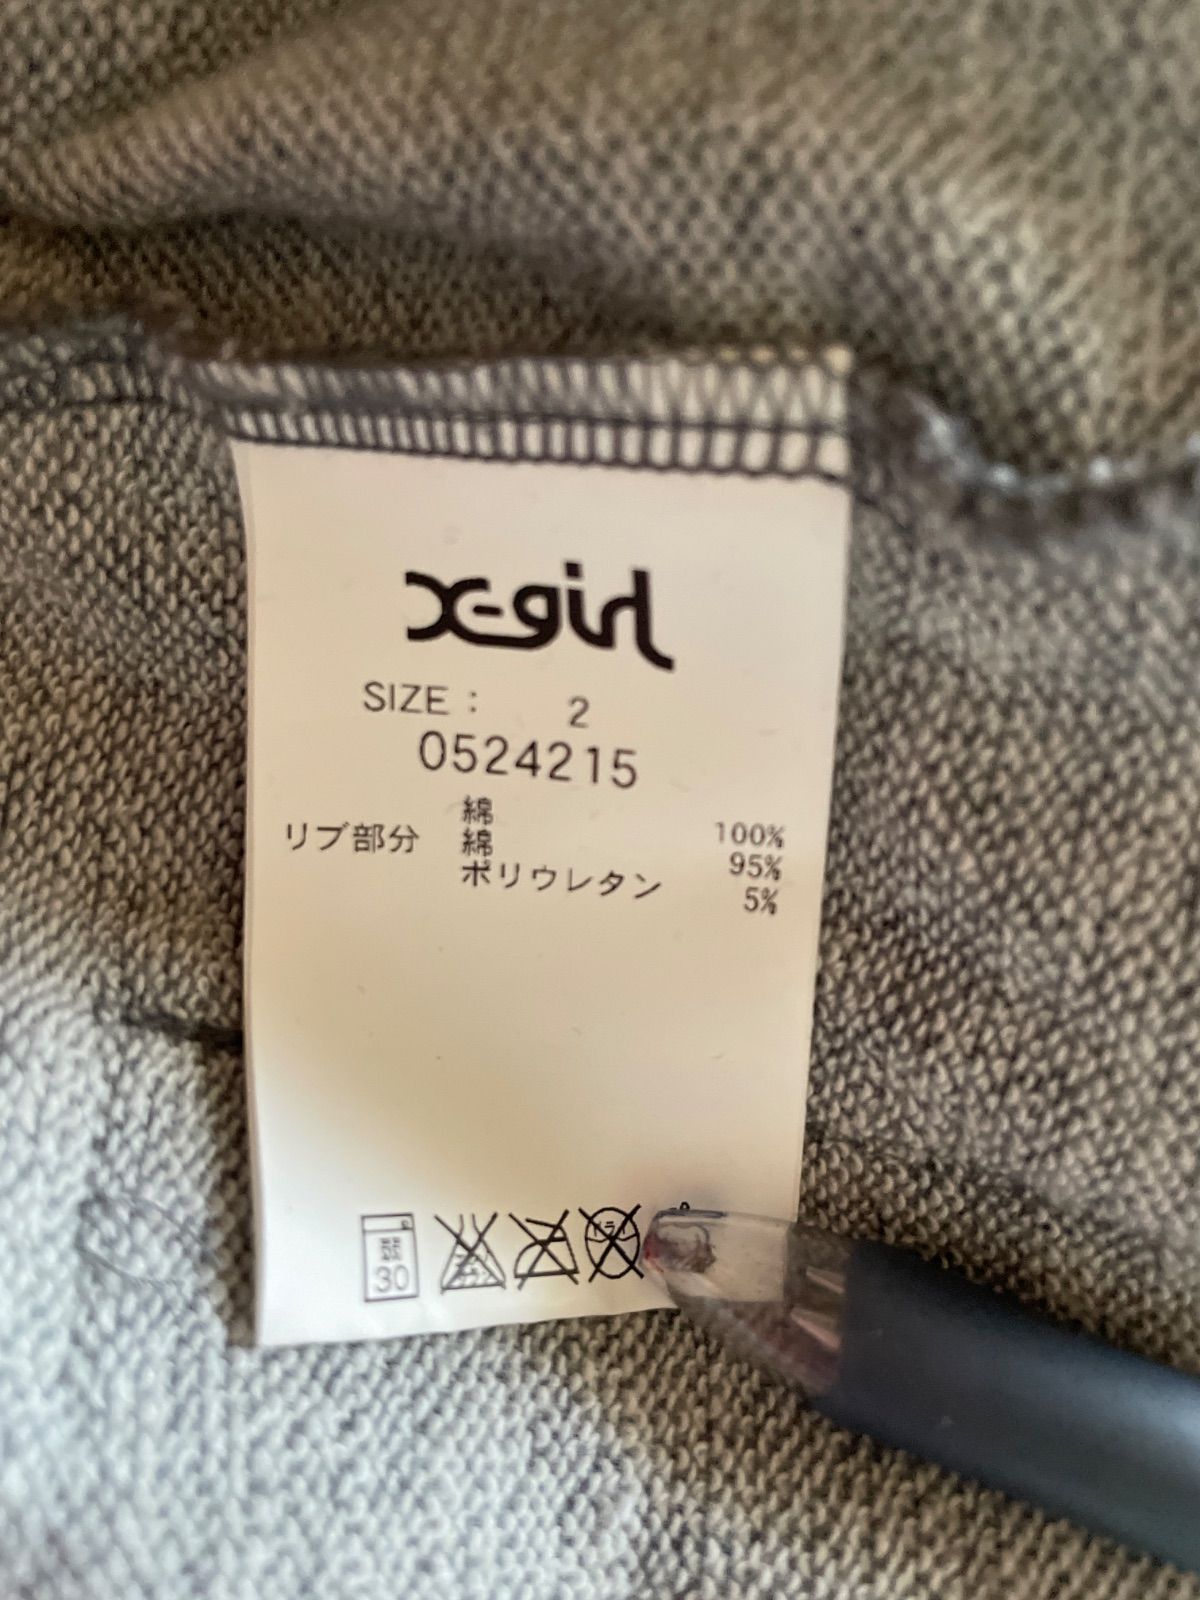 X-girl
SIZE : 2
0524215
綿 100%
リブ部分 綿 95%
ポリウレタン 5%
弱
30